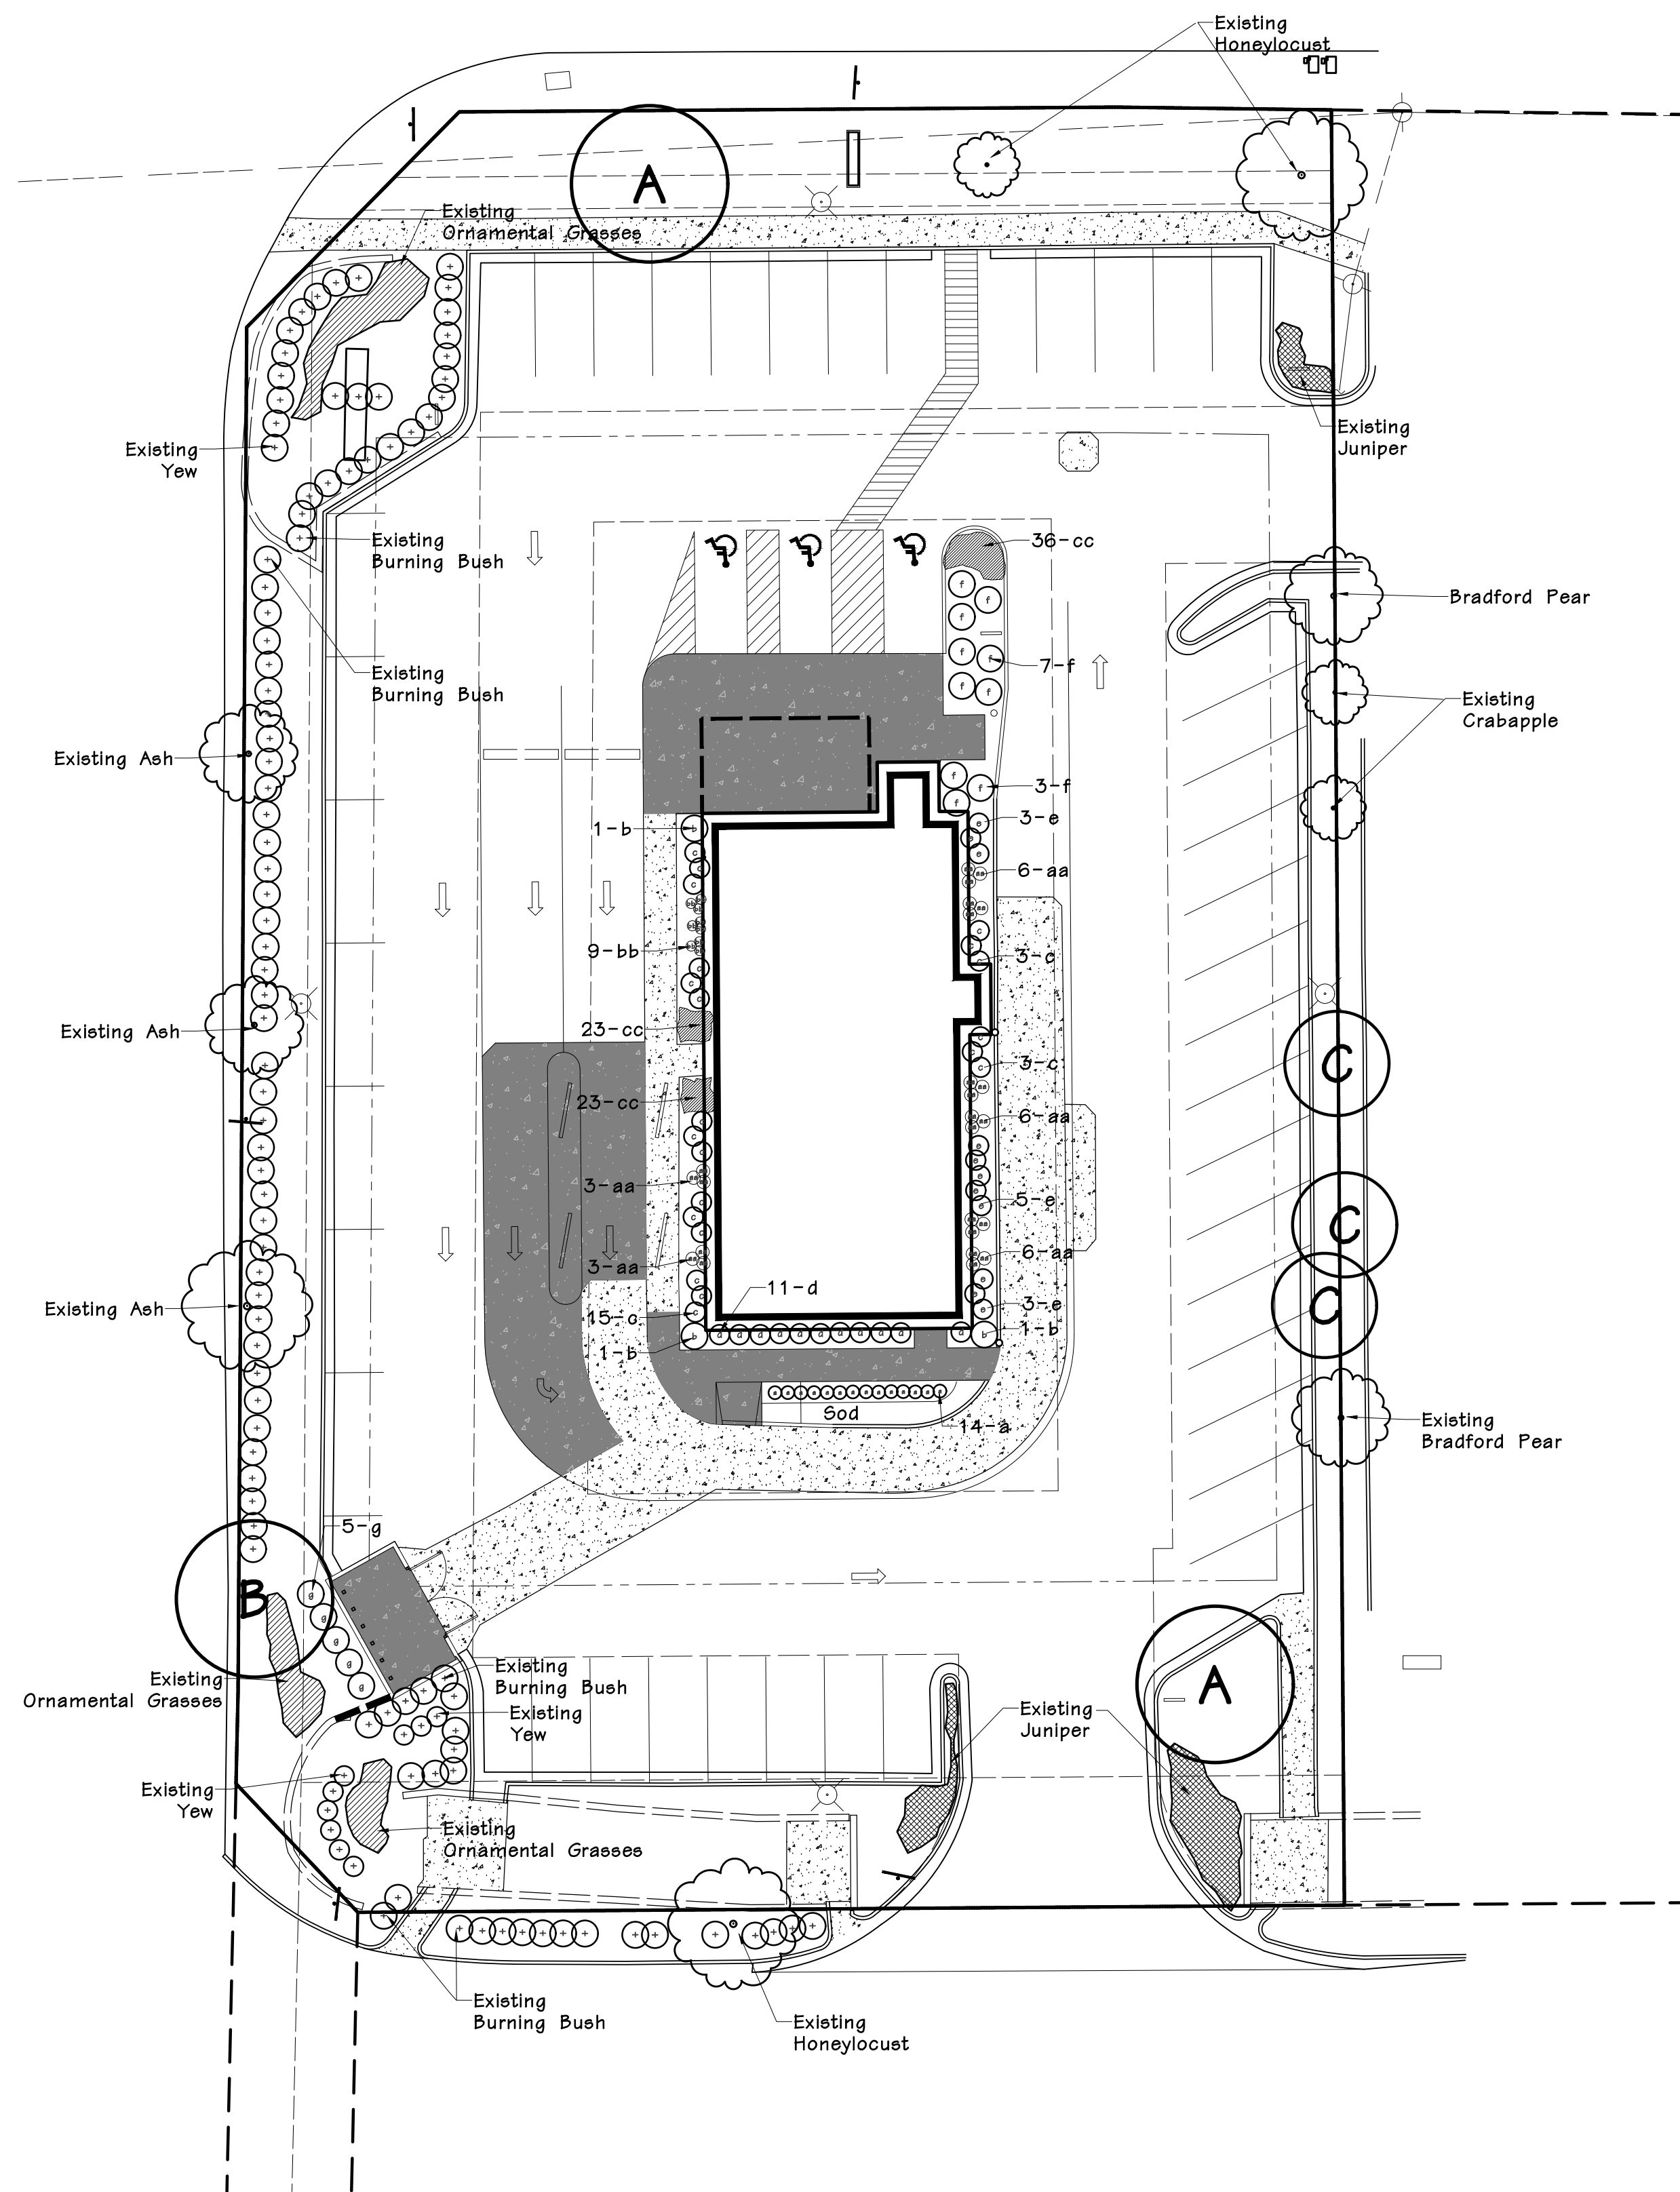 Existing
Honeylocust
A
Existing
Ornamental Grasses
Existing
Juniper
Existing
Yew
Existing
Burning Bush
36-cc
Bradford Pear
7-f
Existing
Burning Bush
Existing
Crabapple
Existing Ash
3-f
1-b
3-e
6-aa
9-bb
3-c
23-cc
Existing Ash
C
3-c
23-cc
6-aa
3-aa
5-e
C
3-aa
6-aa
11-d
Existing Ash
15-c
3-e
C
1-b
1-b
Sod
14-a
Existing
Bradford Pear
5-g
B
Existing
Ornamental Grasses
Existing
Burning Bush
Existing
Yew
Existing
Juniper
A
Existing
Yew
Existing
Ornamental Grasses
Existing
Burning Bush
Existing
Honeylocust